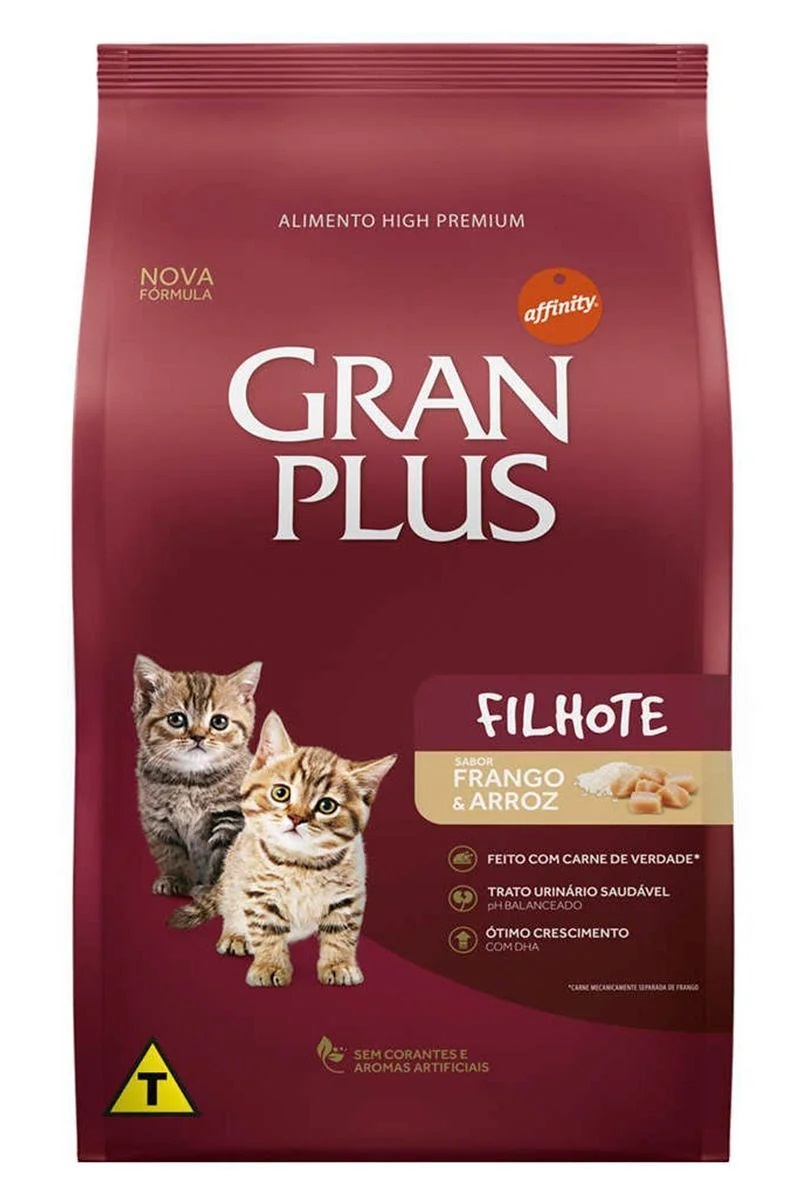 ALIMENTO HIGH PREMIUM
NOVA
FÓRMULA
affinity
GRAN
PLUS
FILHOTE
SABOR
FRANGO
& ARROZ
FEITO COM CARNE DE VERDADE*
TRATO URINÁRIO SAUDÁVEL
pH BALANCEADO
ÓTIMO CRESCIMENTO
COM DHA
*CARNE MECANICAMENTE SEPARADA DE FRANGO
SEM CORANTES E
AROMAS ARTIFICIAIS
T